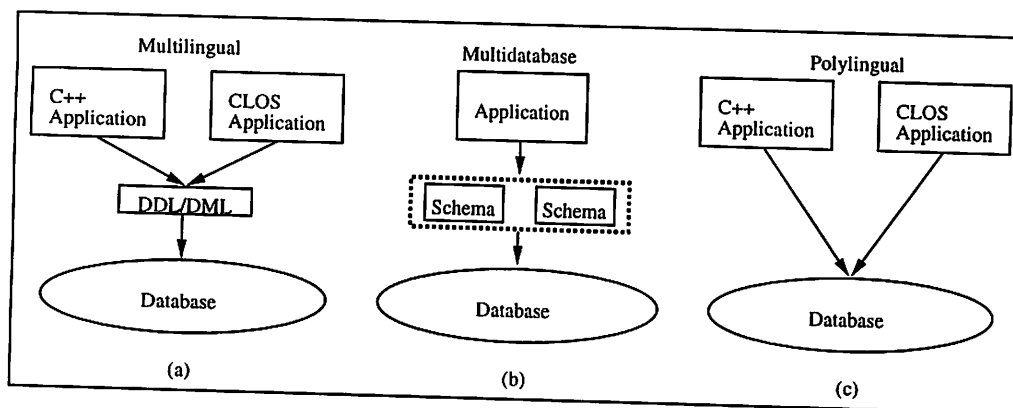 Multilingual
C++
Application
CLOS
Application
DDL/DML
Database
(a)
Multidatabase
Application
Schema
Schema
Database
(b)
Polylingual
C++
Application
CLOS
Application
Database
(c)